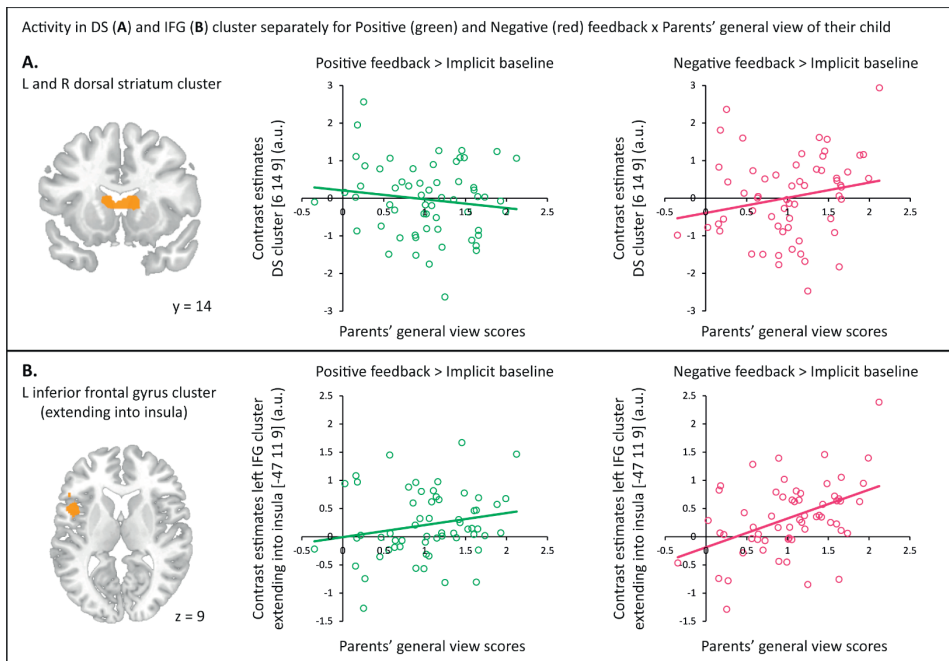 Activity in DS (A) and IFG (B) cluster separately for Positive (green) and Negative (red) feedback x Parents' general view of their child
A.
L and R dorsal striatum cluster
y = 14
Positive feedback > Implicit baseline
Contrast estimates
DS cluster [6 14 9] (a.u.)
3
2
1
0
-1
-2
-3
-0.5
0
0.5
1
1.5
2
2.5
Parents' general view scores
Negative feedback > Implicit baseline
Contrast estimates
DS cluster [6 14 9] (a.u.)
3
2
1
0
-1
-2
-3
-0.5
0
0.5
1
1.5
2
2.5
Parents' general view scores
B.
L inferior frontal gyrus cluster
(extending into insula)
z = 9
Positive feedback > Implicit baseline
Contrast estimates left IFG cluster
extending into insula [-47 11 9] (a.u.)
2.5
2
1.5
1
0.5
0
-0.5
-1
-1.5
-0.5
0
0.5
1
1.5
2
2.5
Parents' general view scores
Negative feedback > Implicit baseline
Contrast estimates left IFG cluster
extending into insula [-47 11 9] (a.u.)
2.5
2
1.5
1
0.5
0
-0.5
-1
-1.5
-0.5
0
0.5
1
1.5
2
2.5
Parents' general view scores